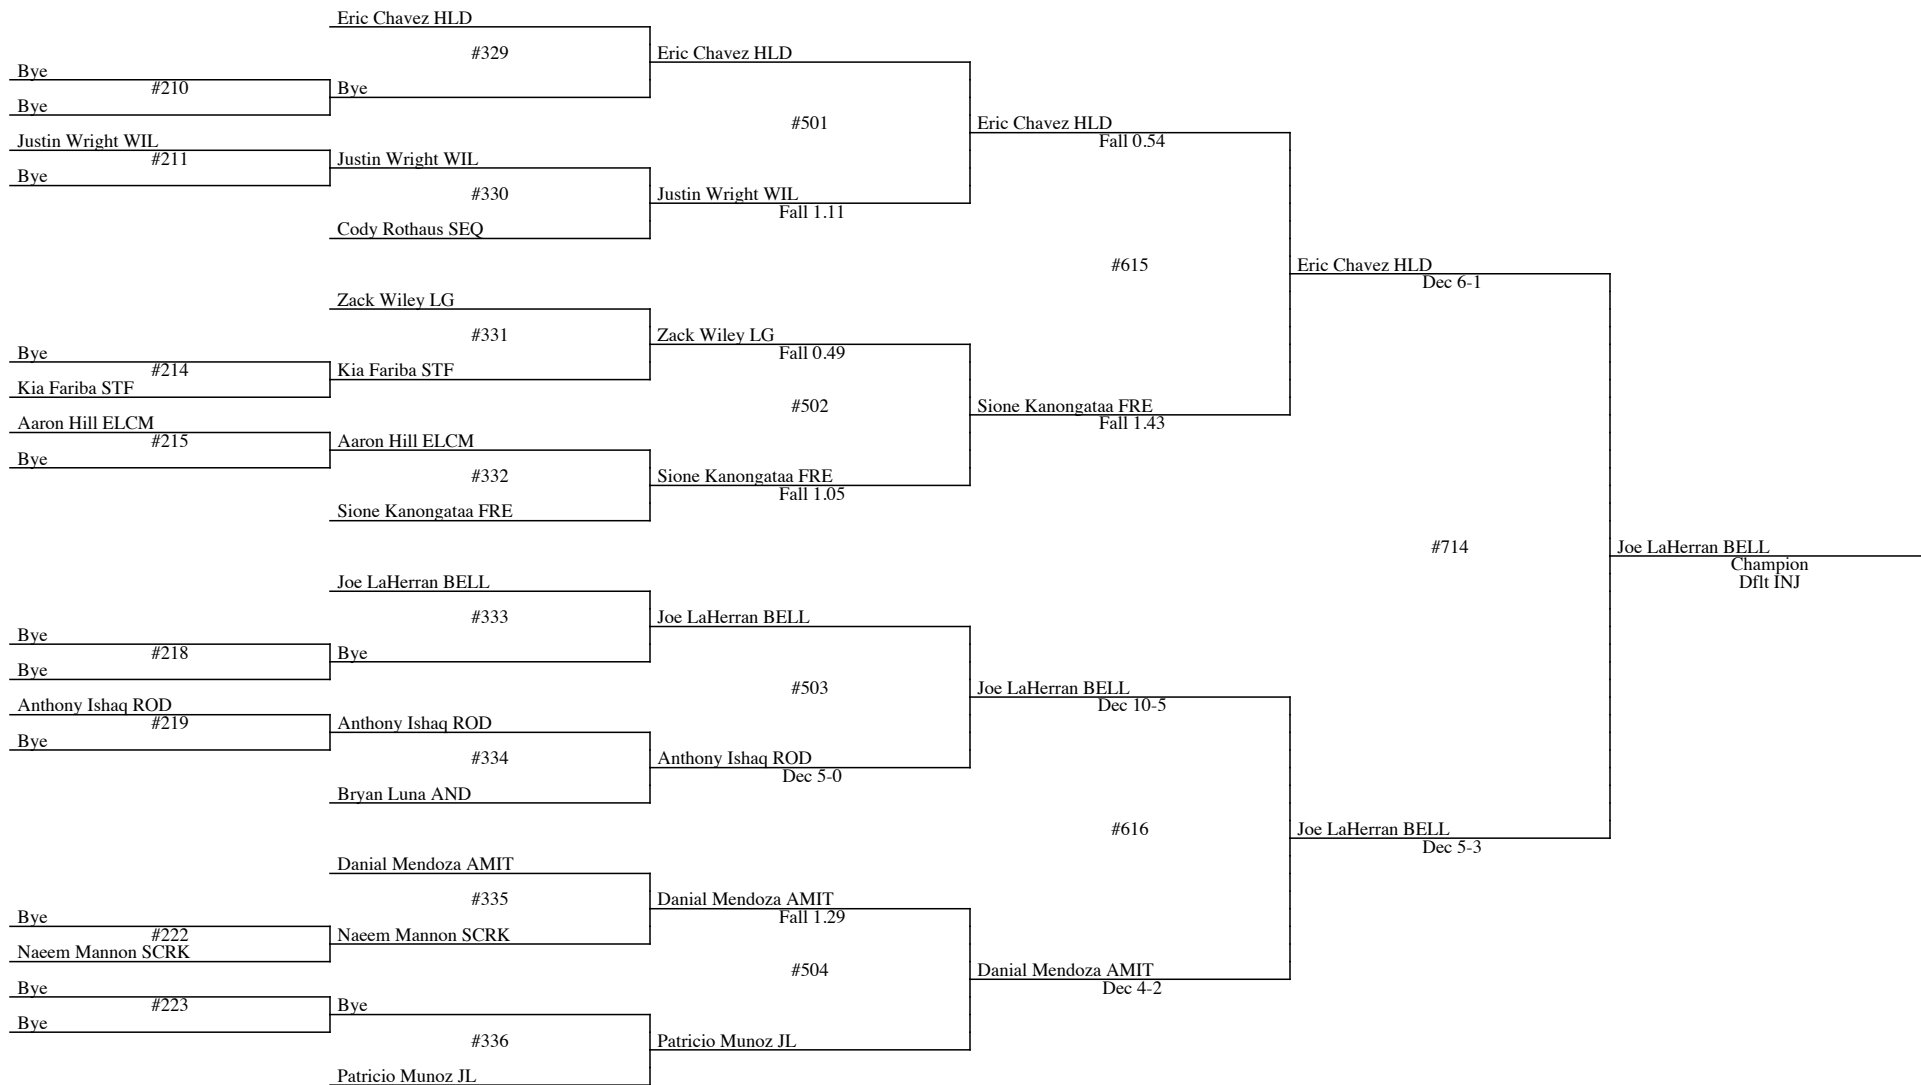 Eric Chavez HLD
#329
Eric Chavez HLD
Bye
#210
Bye
Bye
#501
Eric Chavez HLD
Fall 0.54
Justin Wright WIL
#211
Justin Wright WIL
Bye
#330
Justin Wright WIL
Fall 1.11
Cody Rothaus SEQ
#615
Eric Chavez HLD
Dec 6-1
Zack Wiley LG
#331
Zack Wiley LG
Fall 0.49
Bye
#214
Kia Fariba STF
Kia Fariba STF
#502
Sione Kanongataa FRE
Fall 1.43
Aaron Hill ELCM
#215
Aaron Hill ELCM
Bye
#332
Sione Kanongataa FRE
Fall 1.05
Sione Kanongataa FRE
#714
Joe LaHerran BELL
Champion
Dflt INJ
Joe LaHerran BELL
#333
Joe LaHerran BELL
Bye
#218
Bye
Bye
#503
Joe LaHerran BELL
Dec 10-5
Anthony Ishaq ROD
#219
Anthony Ishaq ROD
Bye
#334
Anthony Ishaq ROD
Dec 5-0
Bryan Luna AND
#616
Joe LaHerran BELL
Dec 5-3
Danial Mendoza AMIT
#335
Danial Mendoza AMIT
Fall 1.29
Bye
#222
Naeem Mannon SCRK
Naeem Mannon SCRK
#504
Danial Mendoza AMIT
Dec 4-2
Bye
#223
Bye
Bye
#336
Patricio Munoz JL
Patricio Munoz JL